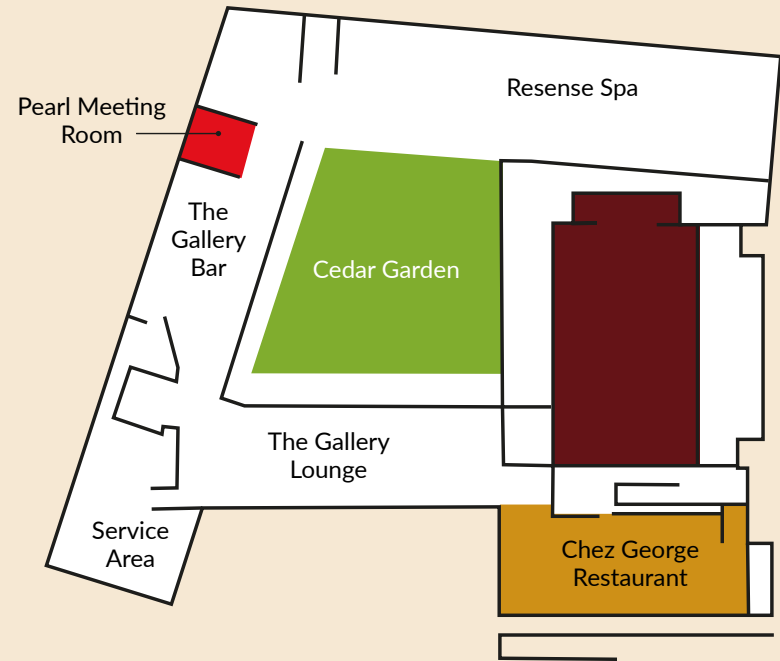 Resense Spa
Pearl Meeting
Room
The
Gallery
Bar
Cedar Garden
The Gallery
Lounge
Service
Area
Chez George
Restaurant